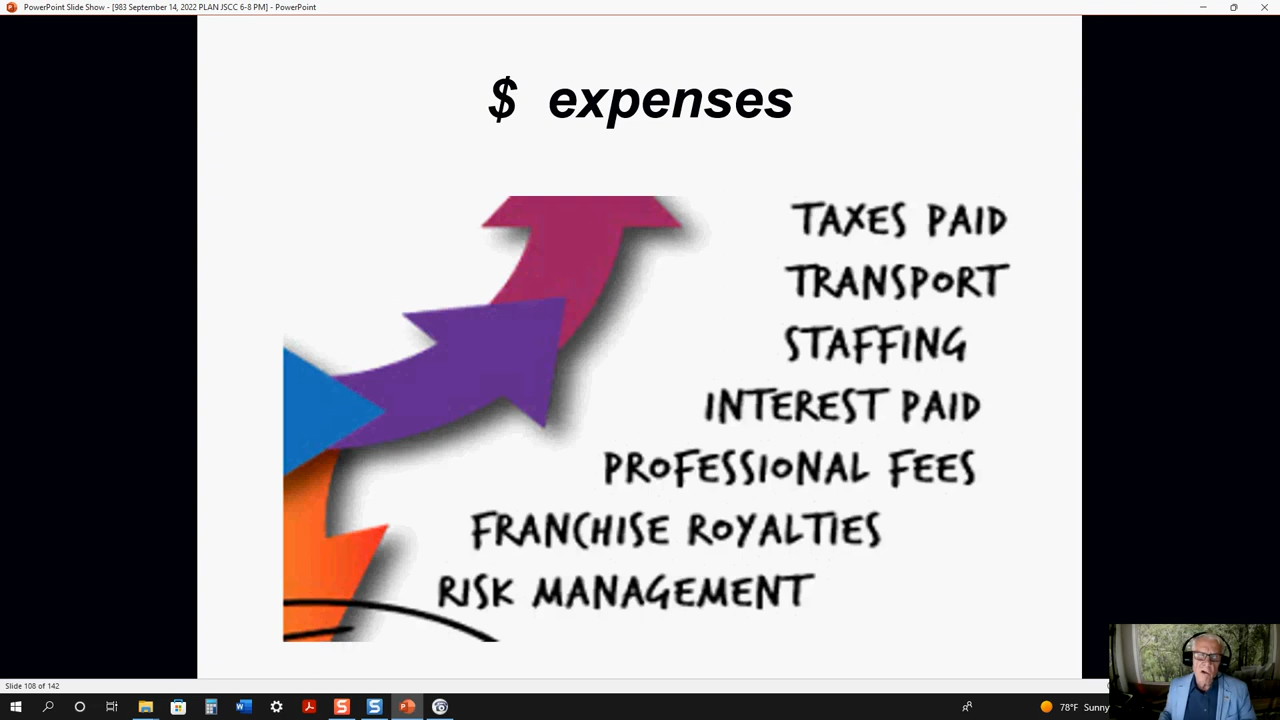 PowerPoint Slide Show - [983 September 14, 2022 PLAN JSCC 6-8 PM] - PowerPoint
$ expenses
TAXES PAID
TRANSPORT
STAFFING
INTEREST PAID
PROFESSIONAL FEES
FRANCHISE ROYALTIES
RISK MANAGEMENT
Slide 108 of 142
78°F Sunny